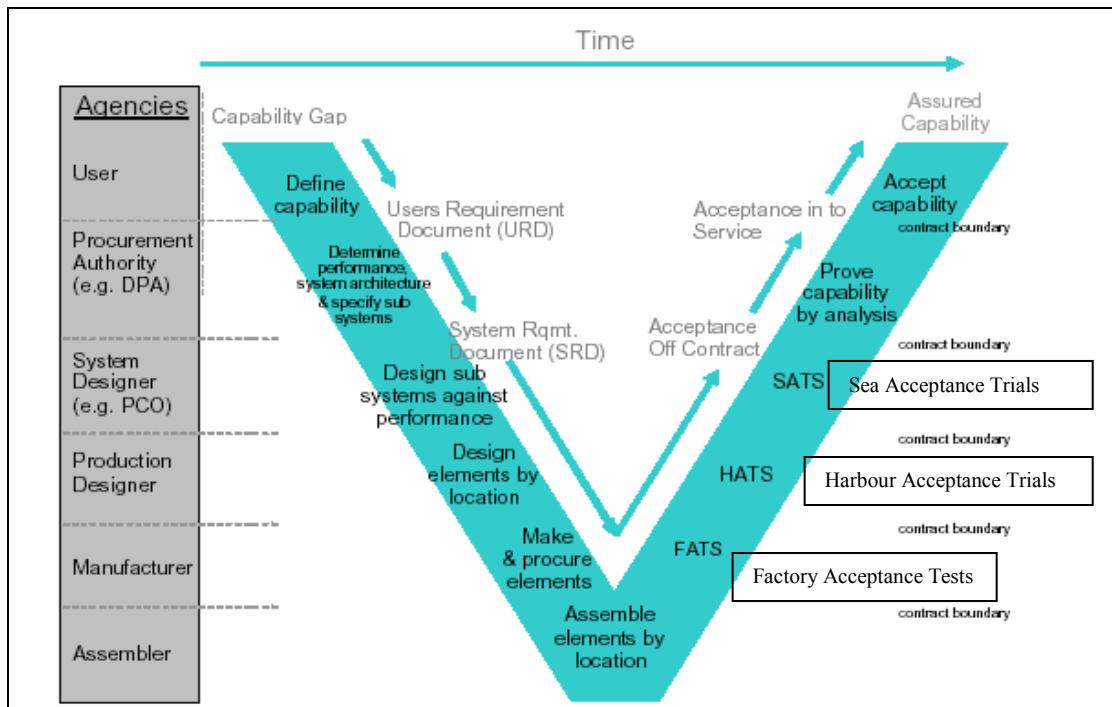 Time
Agencies
User
Procurement
Authority
(e.g. DPA)
System
Designer
(e.g. PCO)
Production
Designer
Manufacturer
Assembler
Capability Gap
Define
capability
Users Requirement
Document (URD)
Determine
performance,
system architecture
& specify sub
systems
System Rqmt.
Document (SRD)
Design sub
systems against
performance
Design
elements by
location
Make
& procure
elements
Assemble
elements by
location
Assured
Capability
Accept
capability
contract boundary
Acceptance in to
Service
Prove
capability
by analysis
contract boundary
Acceptance
Off Contract
SATS
Sea Acceptance Trials
contract boundary
HATS
Harbour Acceptance Trials
contract boundary
FATS
Factory Acceptance Tests
contract boundary